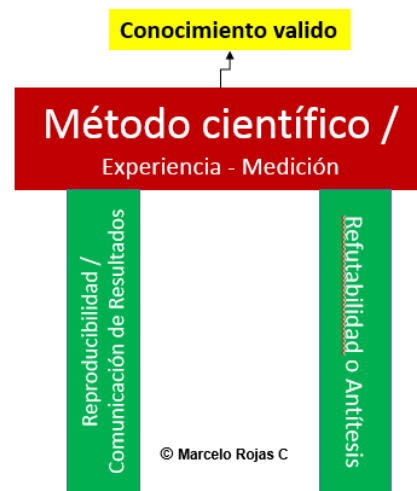 Conocimiento valido
Método científico /
Experiencia - Medición
Reproducibilidad /
Comunicación de Resultados
Refutabilidad o Antítesis
© Marcelo Rojas C